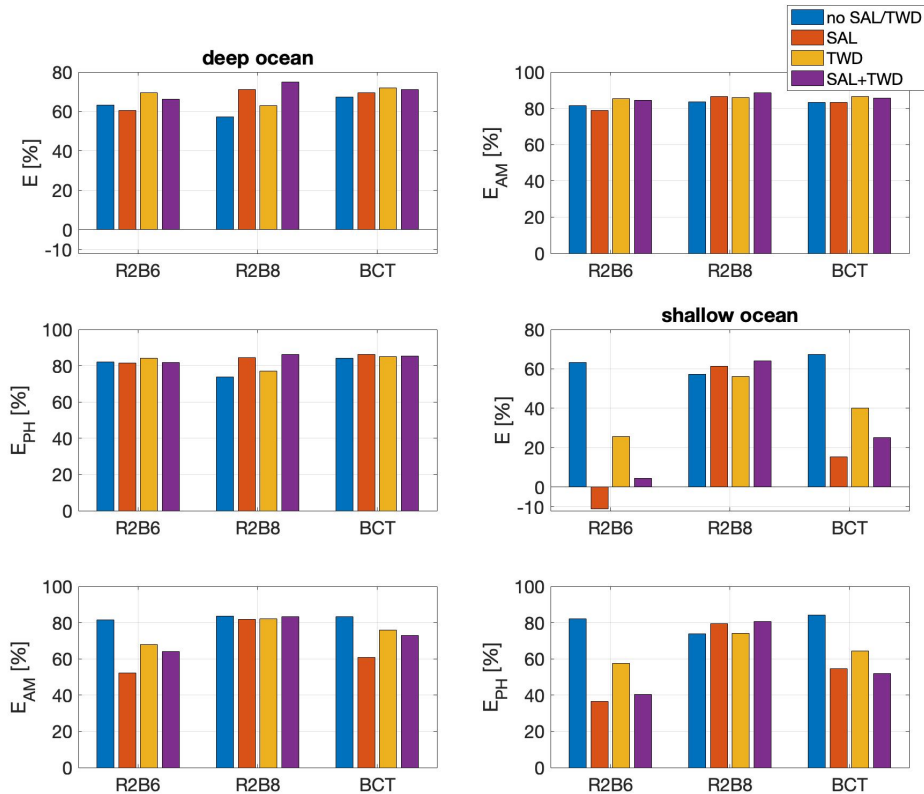 no SAL/TWD
SAL
TWD
SAL+TWD
deep ocean
E [%]
80
60
40
20
0
-10
R2B6 R2B8 BCT
E_AM [%]
100
80
60
40
20
0
R2B6 R2B8 BCT
E_PH [%]
100
80
60
40
20
0
R2B6 R2B8 BCT
shallow ocean
E [%]
80
60
40
20
0
-10
R2B6 R2B8 BCT
E_AM [%]
100
80
60
40
20
0
R2B6 R2B8 BCT
E_PH [%]
100
80
60
40
20
0
R2B6 R2B8 BCT